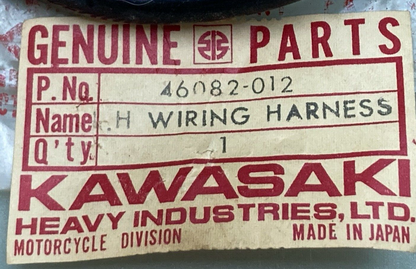 GENUINE PARTS
P.No. 46082-012
Name .H WIRING HARNESS
Q'ty 1
KAWASAKI
HEAVY INDUSTRIES, LTD.
MOTORCYCLE DIVISION MADE IN JAPAN